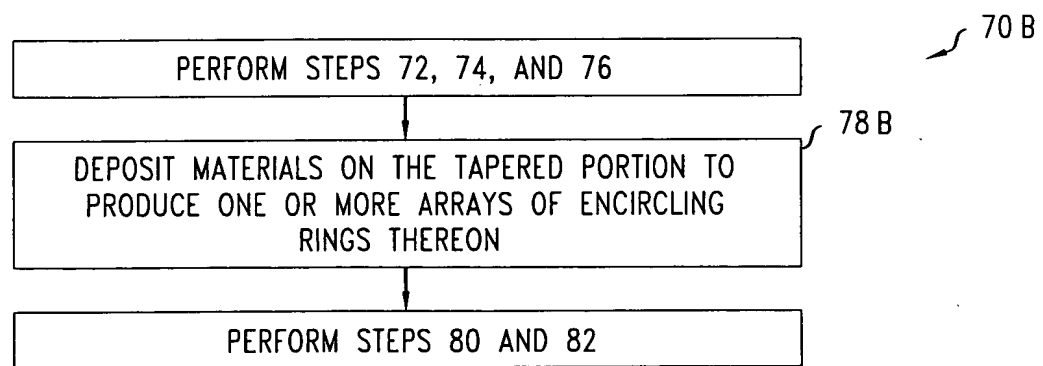 70 B
PERFORM STEPS 72, 74, AND 76
78 B
DEPOSIT MATERIALS ON THE TAPERED PORTION TO
PRODUCE ONE OR MORE ARRAYS OF ENCIRCLING
RINGS THEREON
PERFORM STEPS 80 AND 82